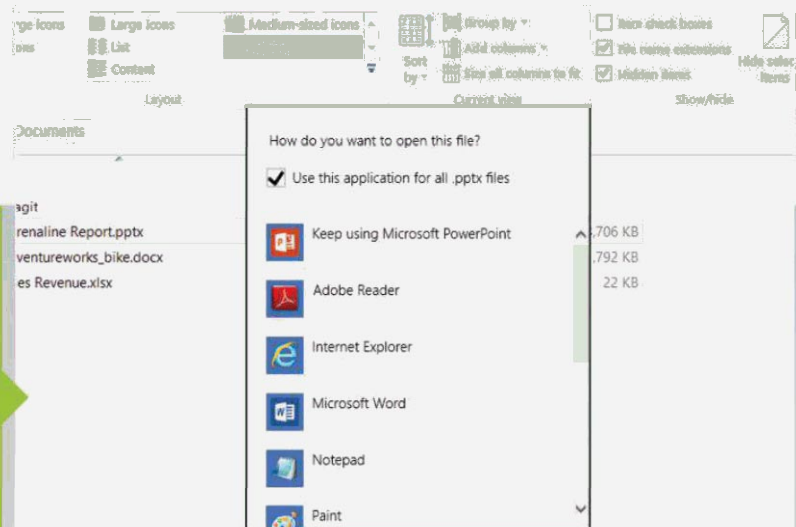 ge icons Large icons Medium-sized icons
ons List
Content
Layout
Sort by
Group by
Add columns
Size all columns to fit
Current view
Item check boxes
File name extensions
Hidden items
Hide selec
items
Show/hide
Documents
How do you want to open this file?
Use this application for all .pptx files
agit
renaline Report.pptx
,706 KB
ventureworks_bike.docx
,792 KB
es Revenue.xlsx
22 KB
Keep using Microsoft PowerPoint
Adobe Reader
Internet Explorer
Microsoft Word
Notepad
Paint